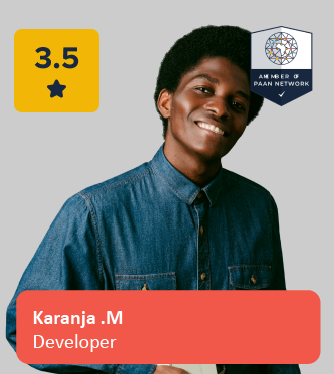 3.5
A MEMBER OF
PAAN NETWORK
Karanja .M
Developer